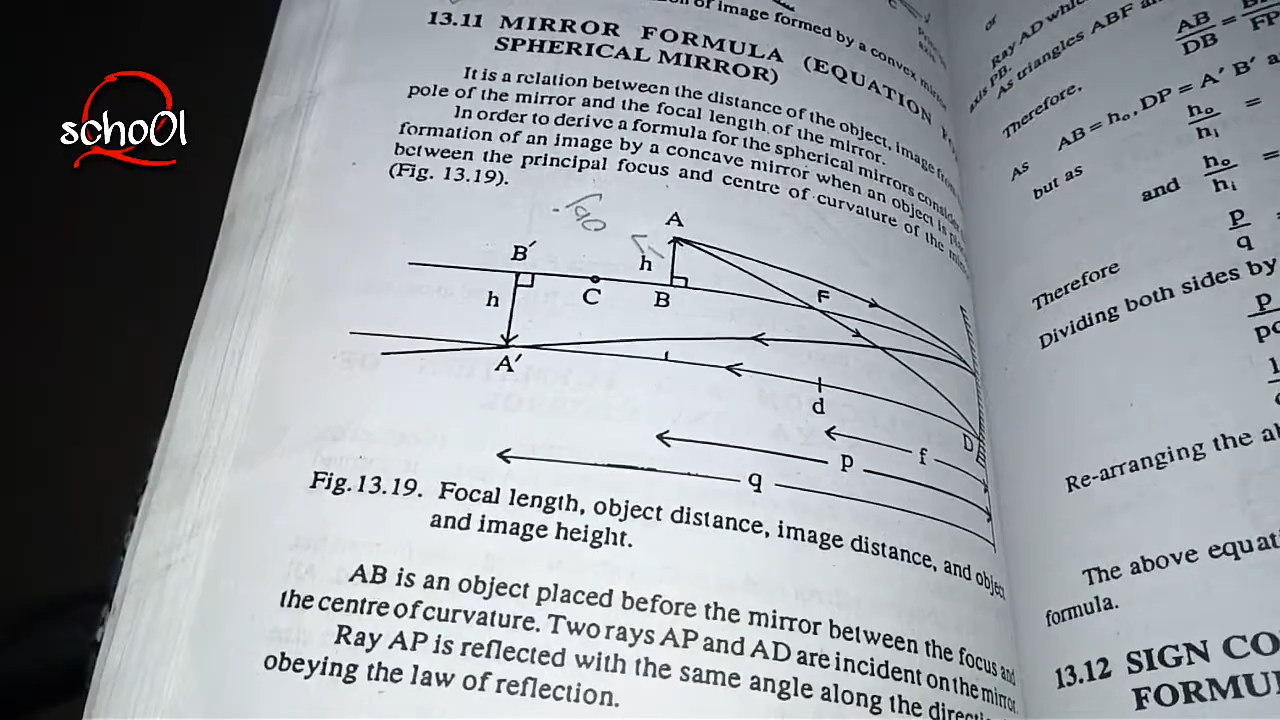 schoOl
of image formed by a convex mirror
13.11 MIRROR FORMULA (EQUATION
SPHERICAL MIRROR)
It is a relation between the distance of the object, image from
pole of the mirror and the focal length of the mirror.
In order to derive a formula for the spherical mirrors consider
formation of an image by a concave mirror when an object is
between the principal focus and centre of curvature of the
(Fig. 13.19).
A
B′
h
F
h
C
B
A′
d
D
f
p
q
Fig.13.19. Focal length, object distance, image distance, and object
and image height.
AB is an object placed before the mirror between the focus and
the centre of curvature. Two rays AP and AD are incident on the mirror.
Ray AP is reflected with the same angle along the
obeying the law of reflection.
or
Ray AD
axis PB.
As triangles ABF
AB
DB
=
FP
Therefore,
As AB = h₀, DP = A′ B′
h₀
hᵢ
=
but as
and
h₀
hᵢ
=
p
q
Therefore
Dividing both sides by
p
1
Re-arranging the
The above
formula.
13.12 SIGN